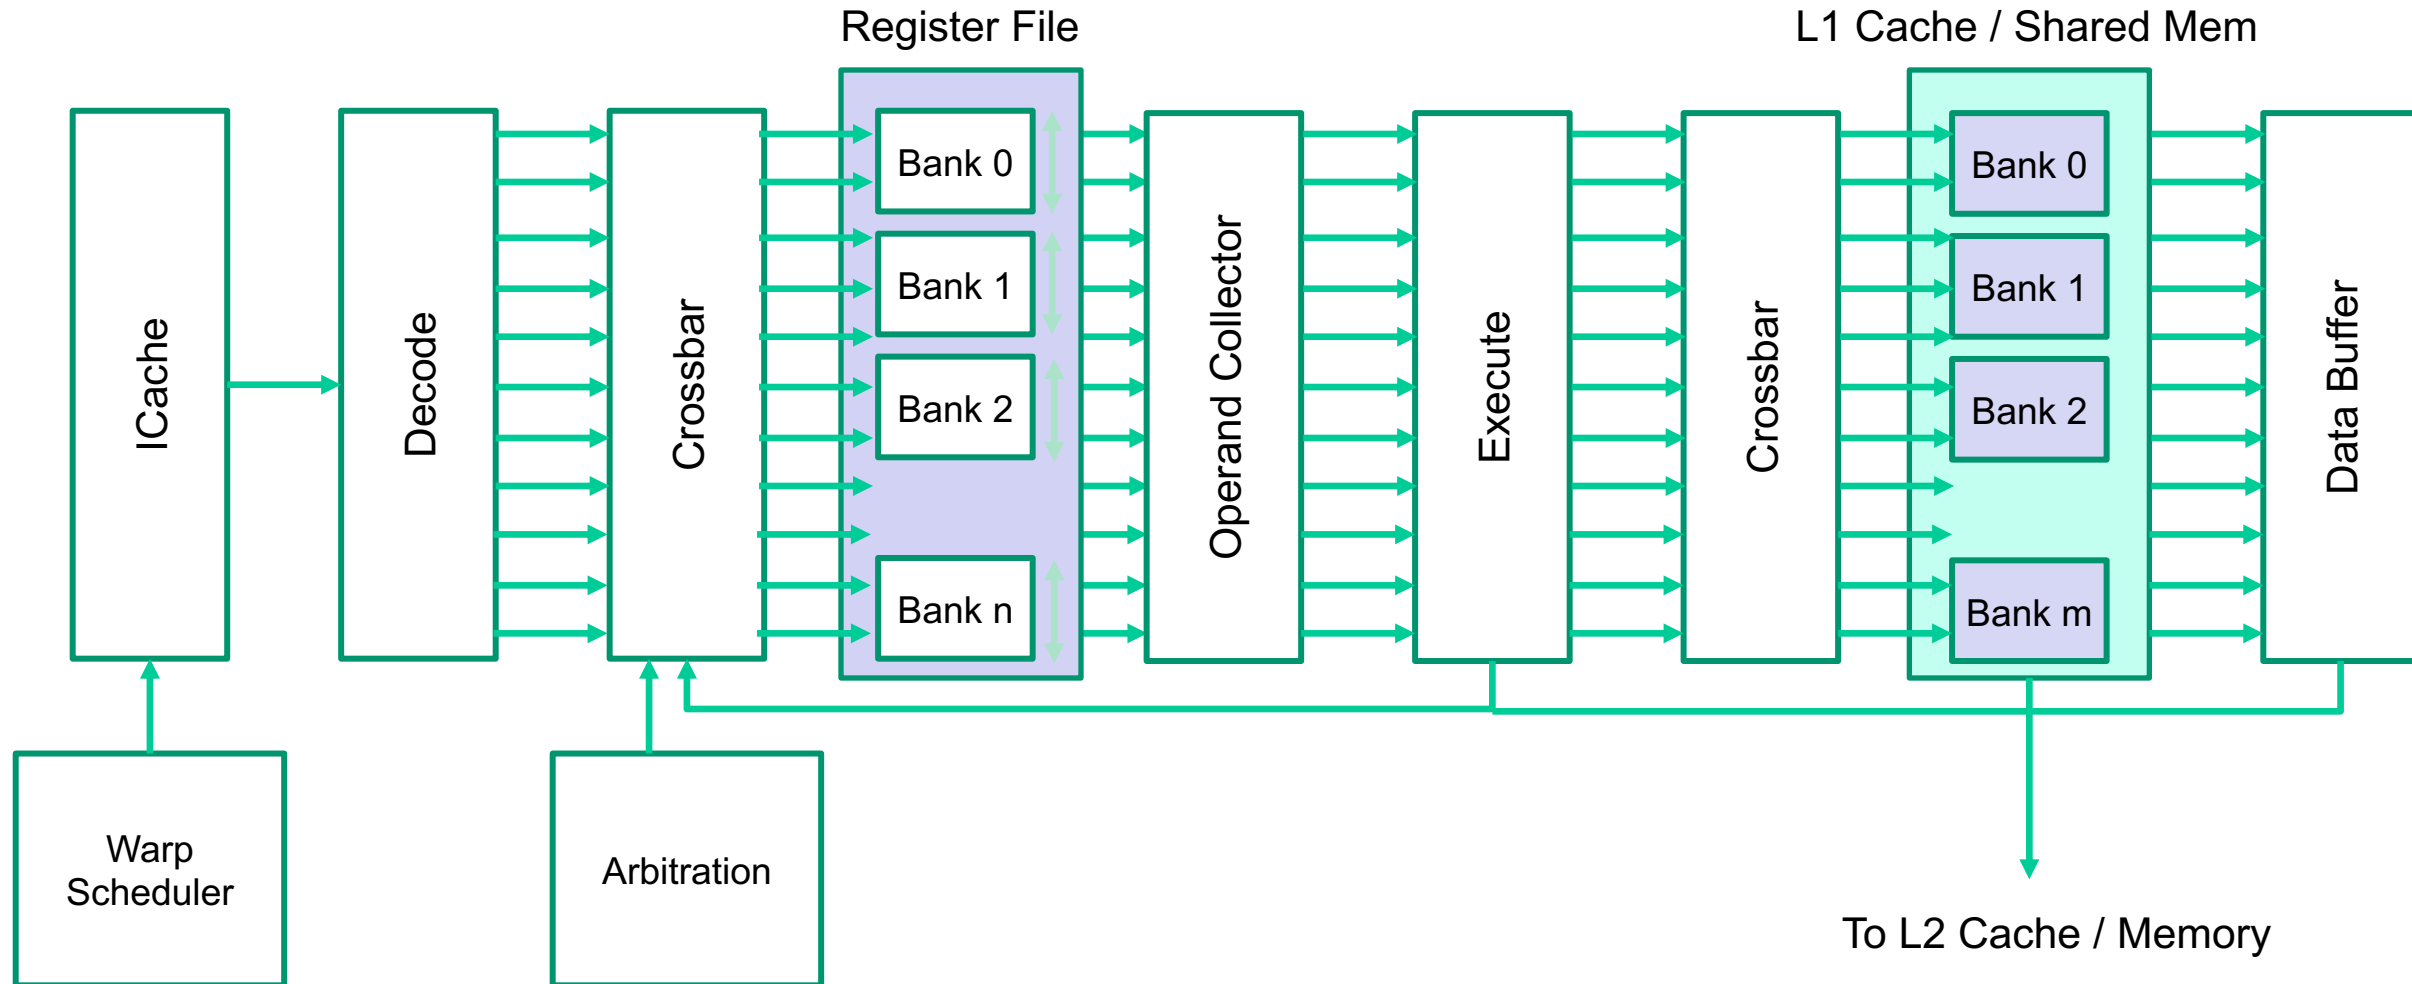 Register File
L1 Cache / Shared Mem
ICache
Decode
Crossbar
Bank 0
Bank 1
Bank 2
Bank n
Operand Collector
Execute
Crossbar
Bank 0
Bank 1
Bank 2
Bank m
Data Buffer
Warp
Scheduler
Arbitration
To L2 Cache / Memory